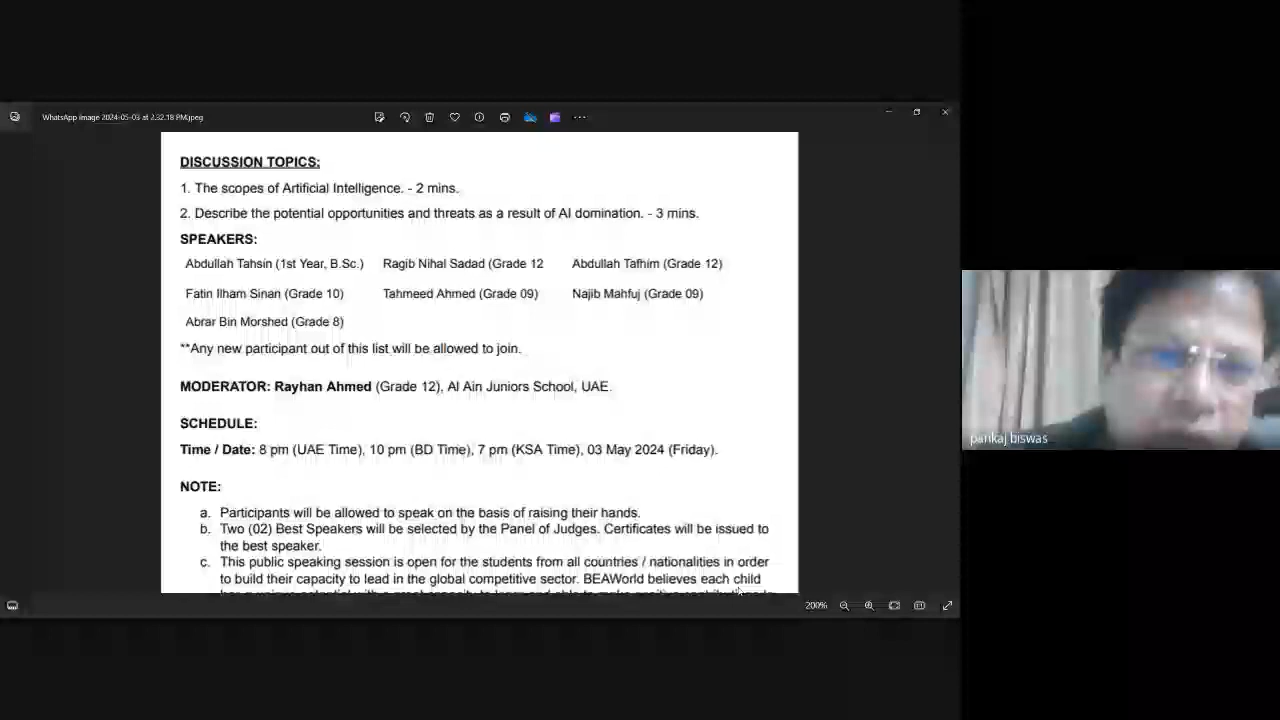 WhatsApp Image 2024-05-03 at 2.32.18 PM.jpeg
DISCUSSION TOPICS:
1. The scopes of Artificial Intelligence. - 2 mins.
2. Describe the potential opportunities and threats as a result of AI domination. - 3 mins.
SPEAKERS:
Abdullah Tahsin (1st Year, B.Sc.) Ragib Nihal Sadad (Grade 12 Abdullah Tafhim (Grade 12)
Fatin Ilham Sinan (Grade 10) Tahmeed Ahmed (Grade 09) Najib Mahfuj (Grade 09)
Abrar Bin Morshed (Grade 8)
**Any new participant out of this list will be allowed to join.
MODERATOR: Rayhan Ahmed (Grade 12), Al Ain Juniors School, UAE.
SCHEDULE:
Time / Date: 8 pm (UAE Time), 10 pm (BD Time), 7 pm (KSA Time), 03 May 2024 (Friday).
NOTE:
a. Participants will be allowed to speak on the basis of raising their hands.
b. Two (02) Best Speakers will be selected by the Panel of Judges. Certificates will be issued to
the best speaker.
c. This public speaking session is open for the students from all countries / nationalities in order
to build their capacity to lead in the global competitive sector. BEAWorld believes each child
200%
pankaj biswas